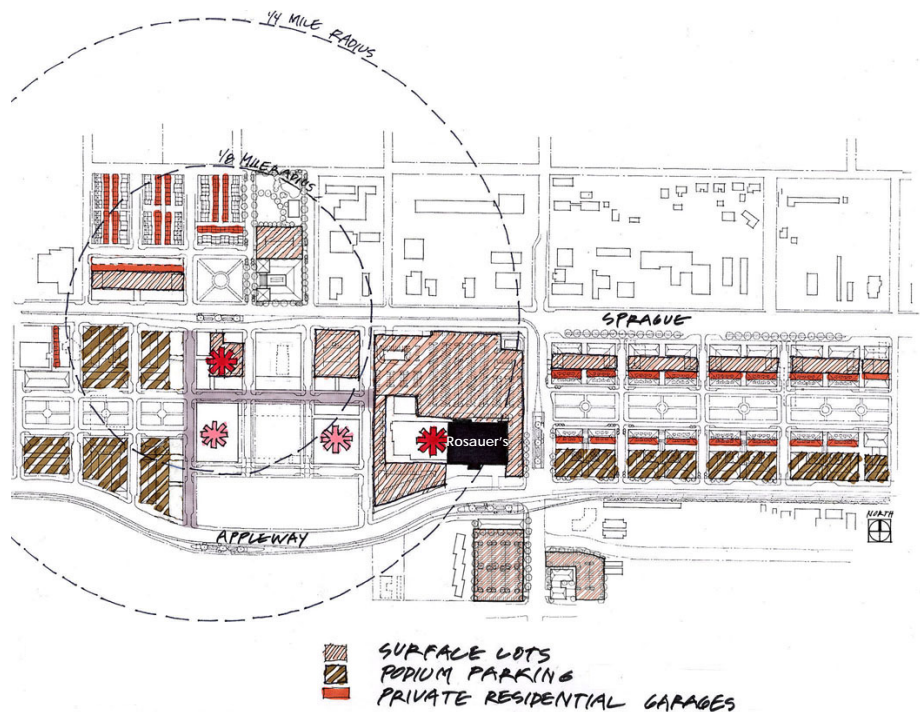 1/4 MILE RADIUS
1/8 MILE RADIUS
SPRAGUE
Rosauer's
APPLEWAY
NORTH
SURFACE LOTS
PODIUM PARKING
PRIVATE RESIDENTIAL GARAGES